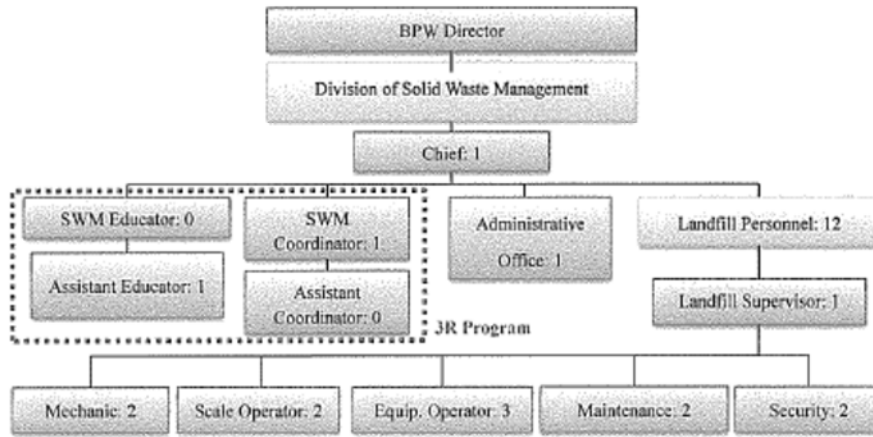 BPW Director
Division of Solid Waste Management
Chief: 1
SWM Educator: 0
SWM
Coordinator: 1
Administrative
Office: 1
Landfill Personnel: 12
Assistant Educator: 1
Assistant
Coordinator: 0
Landfill Supervisor: 1
3R Program
Mechanic: 2
Scale Operator: 2
Equip. Operator: 3
Maintenance: 2
Security: 2